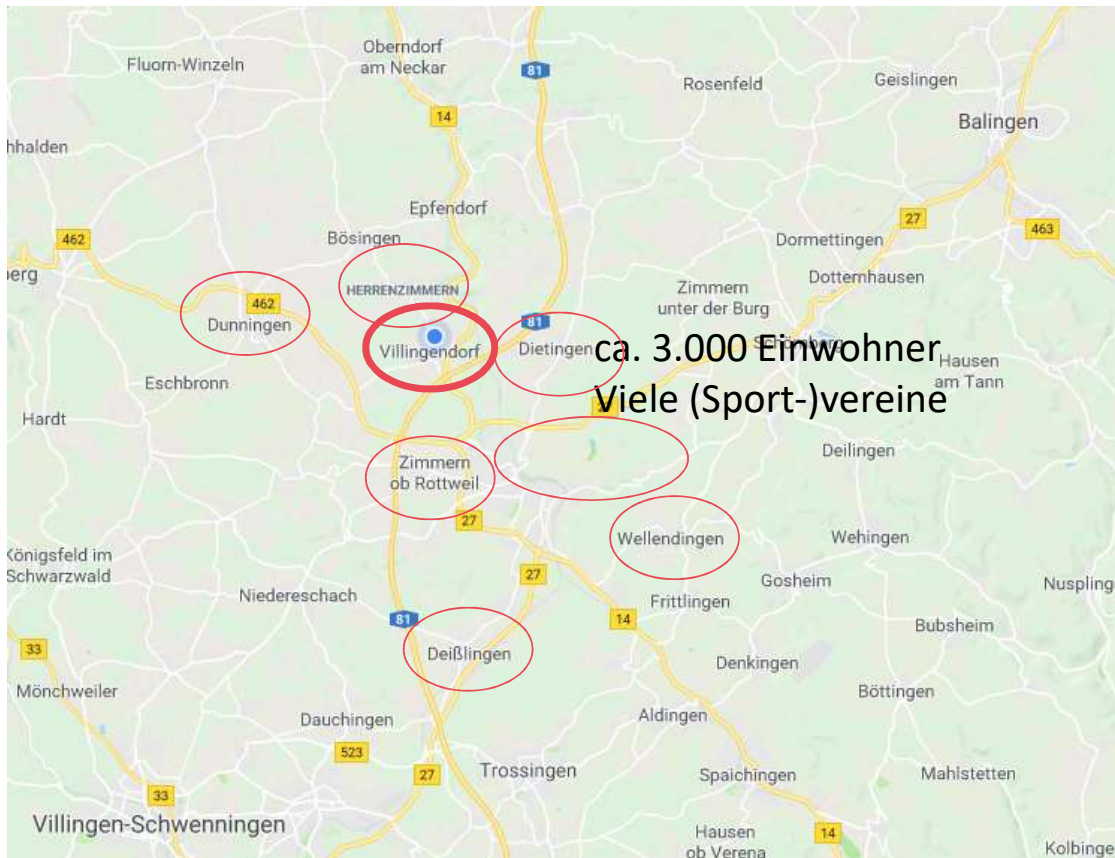 Oberndorf
am Neckar
Fluorn-Winzeln
81
Rosenfeld
Geislingen
14
Balingen
hhalden
Epfendorf
27
463
462
Bösingen
Dormettingen
Dotternhausen
erg
HERRENZIMMERN
Zimmern
unter der Burg
462
Dunningen
81
Villingendorf
Dietingen
ca. 3.000 Einwohner
Schömberg
Hausen
am Tann
Eschbronn
Viele (Sport-)vereine
Hardt
Deilingen
Zimmern
ob Rottweil
27
Wellendingen
Wehingen
Königsfeld im
Schwarzwald
27
Gosheim
Nuspling
Niedereschach
Frittlingen
81
14
Bubsheim
33
Deißlingen
Denkingen
Mönchweiler
Böttingen
Dauchingen
Aldingen
523
27
Trossingen
Spaichingen
Mahlstetten
33
Villingen-Schwenningen
Hausen
ob Verena
14
Kolbinge